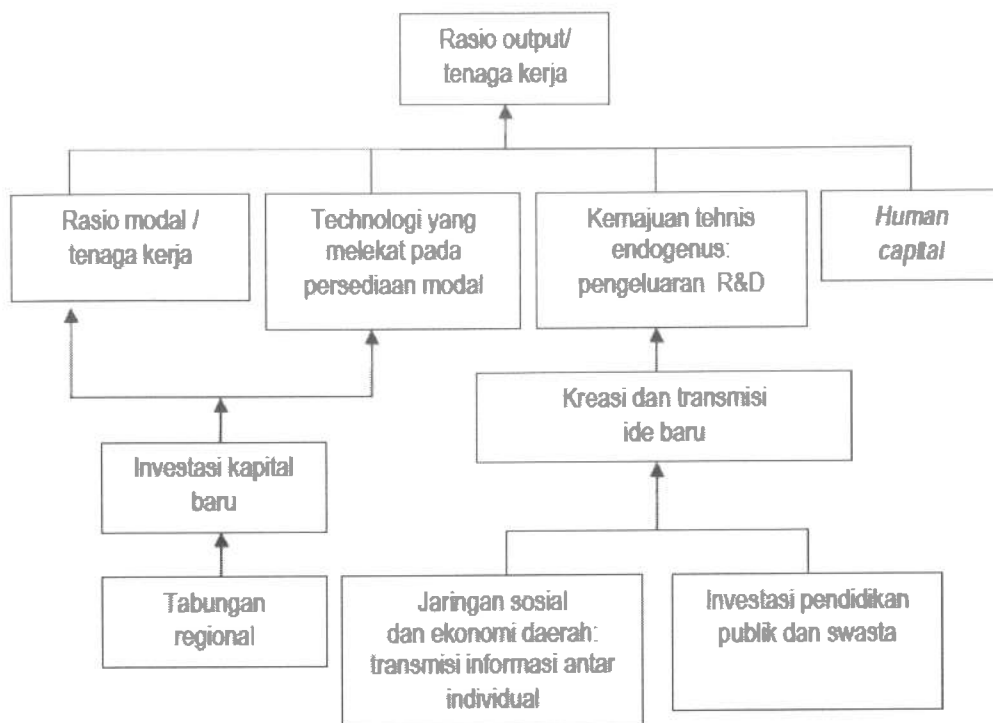 Rasio output/
tenaga kerja
Rasio modal /
tenaga kerja
Technologi yang
melekat pada
persediaan modal
Kemajuan tehnis
endogenus:
pengeluaran R&D
Human
capital
Kreasi dan transmisi
ide baru
Investasi kapital
baru
Tabungan
regional
Jaringan sosial
dan ekonomi daerah:
transmisi informasi antar
individual
Investasi pendidikan
publik dan swasta